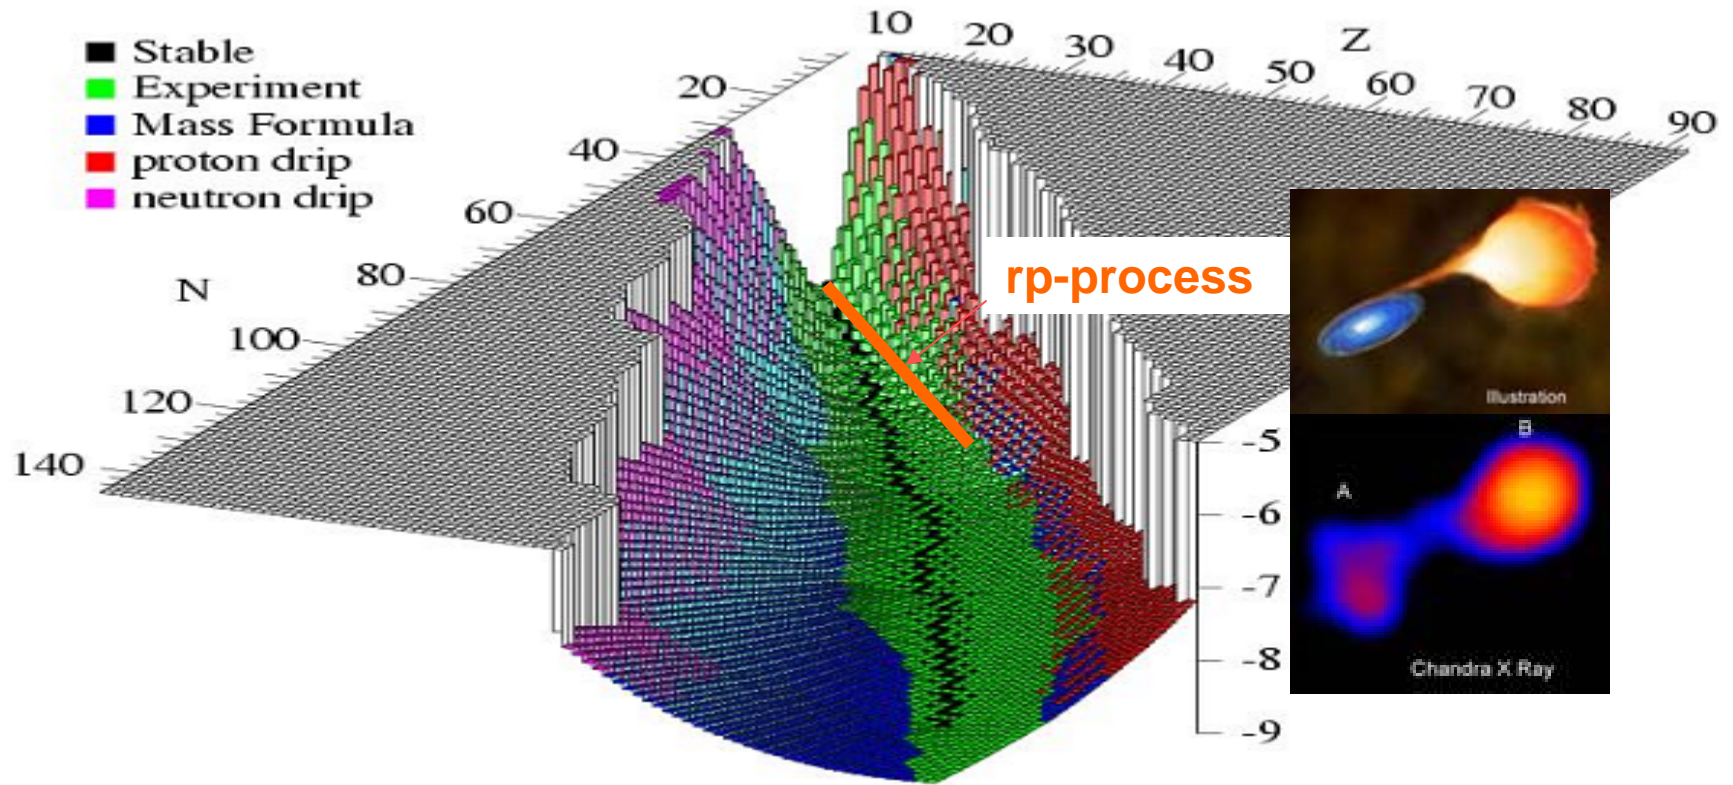 Stable
Experiment
Mass Formula
proton drip
neutron drip
10
20
30
40
50
60
70
80
90
Z
20
40
60
80
100
120
140
N
rp-process
Illustration
-5
-6
-7
-8
-9
B
A
Chandra X Ray